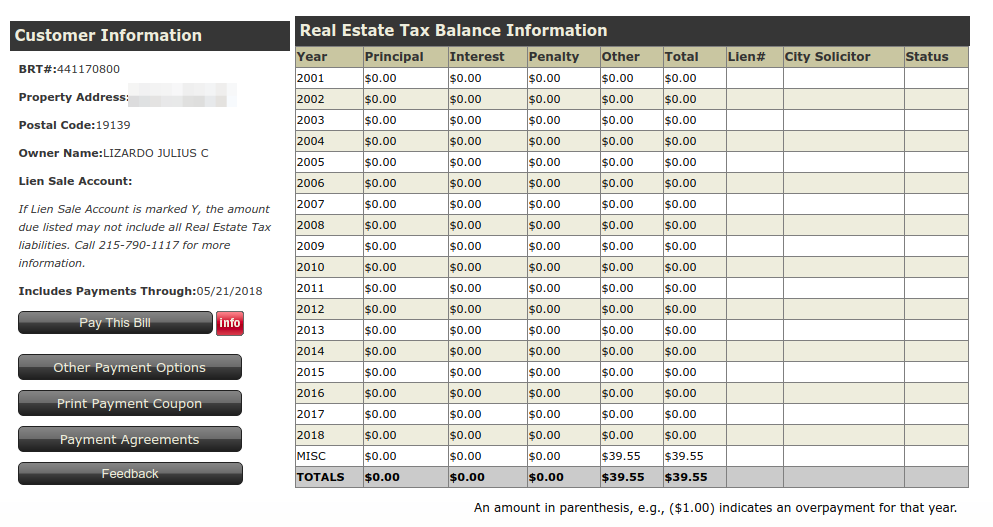 Customer Information
BRT#:441170800
Property Address:
Postal Code:19139
Owner Name:LIZARDO JULIUS C
Lien Sale Account:
If Lien Sale Account is marked Y, the amount
due listed may not include all Real Estate Tax
liabilities. Call 215-790-1117 for more
information.
Includes Payments Through:05/21/2018
Pay This Bill info
Other Payment Options
Print Payment Coupon
Payment Agreements
Feedback
Real Estate Tax Balance Information
Year Principal Interest Penalty Other Total Lien# City Solicitor Status
2001 $0.00 $0.00 $0.00 $0.00 $0.00
2002 $0.00 $0.00 $0.00 $0.00 $0.00
2003 $0.00 $0.00 $0.00 $0.00 $0.00
2004 $0.00 $0.00 $0.00 $0.00 $0.00
2005 $0.00 $0.00 $0.00 $0.00 $0.00
2006 $0.00 $0.00 $0.00 $0.00 $0.00
2007 $0.00 $0.00 $0.00 $0.00 $0.00
2008 $0.00 $0.00 $0.00 $0.00 $0.00
2009 $0.00 $0.00 $0.00 $0.00 $0.00
2010 $0.00 $0.00 $0.00 $0.00 $0.00
2011 $0.00 $0.00 $0.00 $0.00 $0.00
2012 $0.00 $0.00 $0.00 $0.00 $0.00
2013 $0.00 $0.00 $0.00 $0.00 $0.00
2014 $0.00 $0.00 $0.00 $0.00 $0.00
2015 $0.00 $0.00 $0.00 $0.00 $0.00
2016 $0.00 $0.00 $0.00 $0.00 $0.00
2017 $0.00 $0.00 $0.00 $0.00 $0.00
2018 $0.00 $0.00 $0.00 $0.00 $0.00
MISC $0.00 $0.00 $0.00 $39.55 $39.55
TOTALS $0.00 $0.00 $0.00 $39.55 $39.55
An amount in parenthesis, e.g., ($1.00) indicates an overpayment for that year.